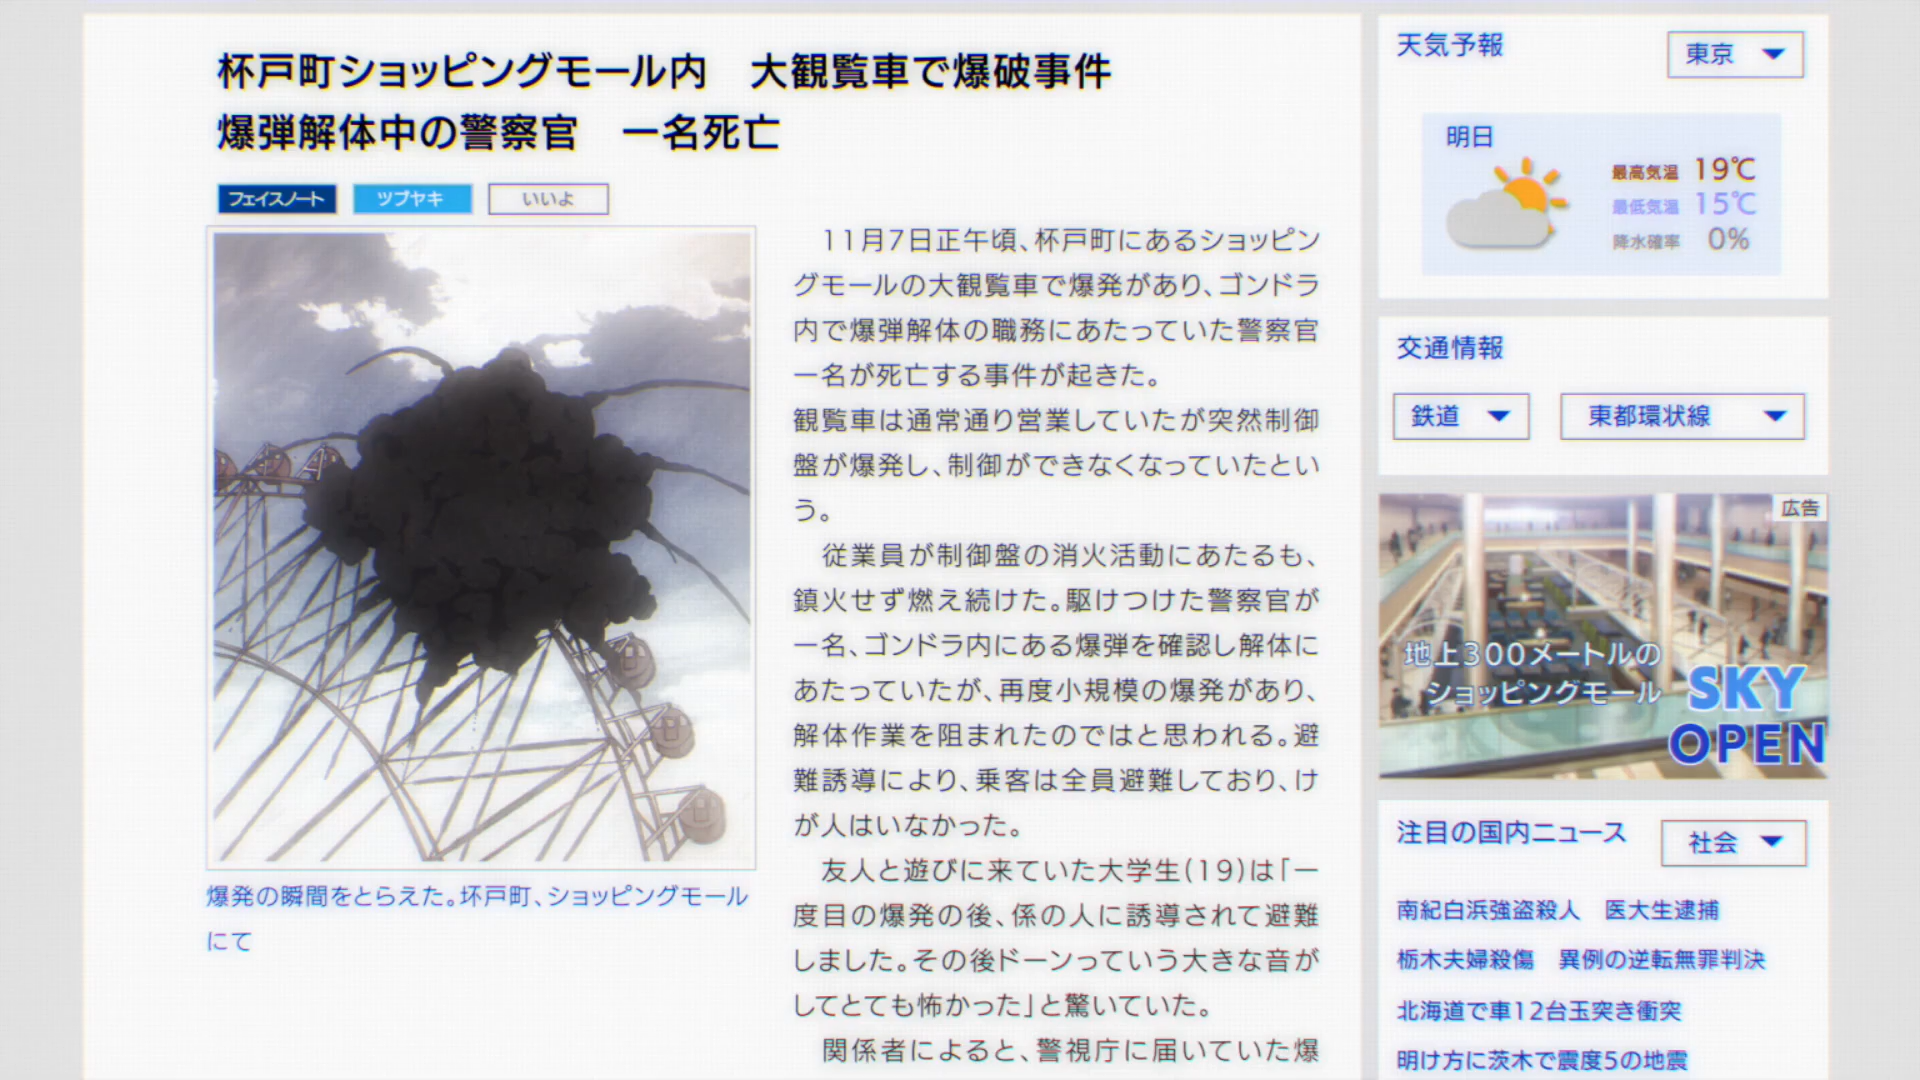 杯戸町ショッピングモール内　大観覧車で爆破事件
爆弾解体中の警察官　一名死亡
フェイスノート
ツブヤキ
いいよ
爆発の瞬間をとらえた。坏戸町、ショッピングモール
にて
　11月7日正午頃、杯戸町にあるショッピン
グモールの大観覧車で爆発があり、ゴンドラ
内で爆弾解体の職務にあたっていた警察官
一名が死亡する事件が起きた。
観覧車は通常通り営業していたが突然制御
盤が爆発し、制御ができなくなっていたとい
う。
　従業員が制御盤の消火活動にあたるも、
鎮火せず燃え続けた。駆けつけた警察官が
一名、ゴンドラ内にある爆弾を確認し解体に
あたっていたが、再度小規模の爆発があり、
解体作業を阻まれたのではと思われる。避
難誘導により、乗客は全員避難しており、け
が人はいなかった。
　友人と遊びに来ていた大学生(19)は「一
度目の爆発の後、係の人に誘導されて避難
しました。その後ドーンっていう大きな音が
してとても怖かった」と驚いていた。
　関係者によると、警視庁に届いていた爆
天気予報
東京
明日
最高気温 19℃
最低気温 15℃
降水確率 0%
交通情報
鉄道
東都環状線
広告
地上300メートルの
ショッピングモール
SKY
OPEN
注目の国内ニュース
社会
南紀白浜強盗殺人　医大生逮捕
栃木夫婦殺傷　異例の逆転無罪判決
北海道で車12台玉突き衝突
明け方に茨木で震度5の地震